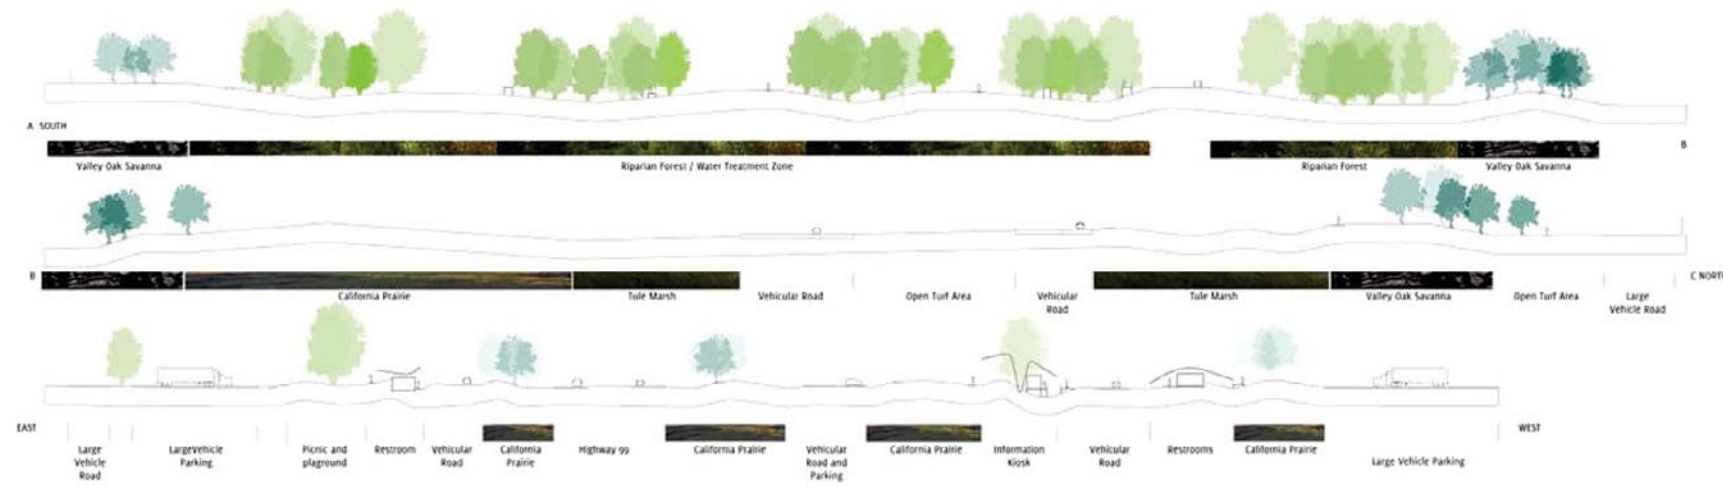 A SOUTH
B
Valley Oak Savanna
Riparian Forest / Water Treatment Zone
Riparian Forest
Valley Oak Savanna
B
C NORT
California Prairie
Tule Marsh
Vehicular Road
Open Turf Area
Vehicular
Road
Tule Marsh
Valley Oak Savanna
Open Turf Area
Large
Vehicle Road
EAST
WEST
Large
Vehicle
Road
LargeVehicle
Parking
Picnic and
plaground
Restroom
Vehicular
Road
California
Prairie
Highway 99
California Prairie
Vehicular
Road and
Parking
California Prairie
Information
Kiosk
Vehicular
Road
Restrooms
California Prairie
Large Vehicle Parking